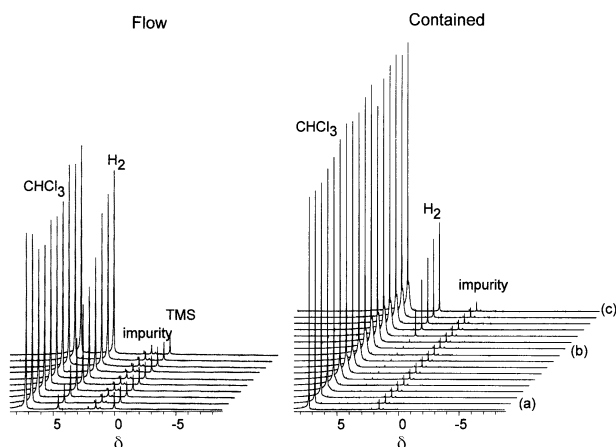 Flow
CHCl3
H2
impurity
TMS
5
0
-5
δ
Contained
CHCl3
H2
impurity
(c)
(b)
(a)
5
0
-5
δ